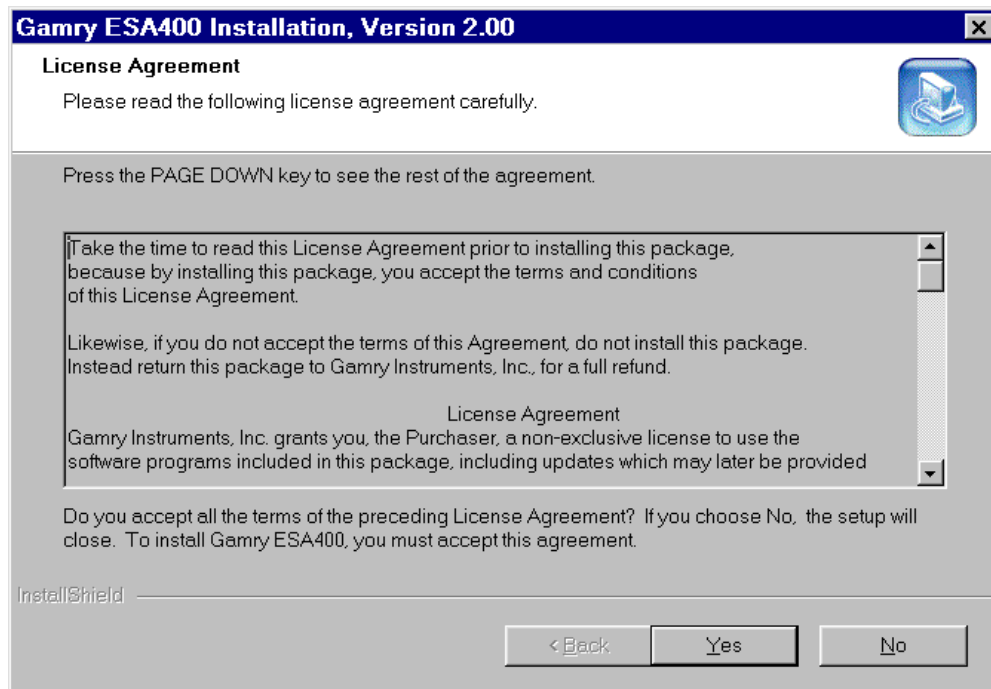 Gamry ESA400 Installation, Version 2.00
License Agreement
Please read the following license agreement carefully.
Press the PAGE DOWN key to see the rest of the agreement.
Take the time to read this License Agreement prior to installing this package,
because by installing this package, you accept the terms and conditions
of this License Agreement.
Likewise, if you do not accept the terms of this Agreement, do not install this package.
Instead return this package to Gamry Instruments, Inc., for a full refund.
License Agreement
Gamry Instruments, Inc. grants you, the Purchaser, a non-exclusive license to use the
software programs included in this package, including updates which may later be provided
Do you accept all the terms of the preceding License Agreement? If you choose No, the setup will
close. To install Gamry ESA400, you must accept this agreement.
InstallShield
< Back
Yes
No